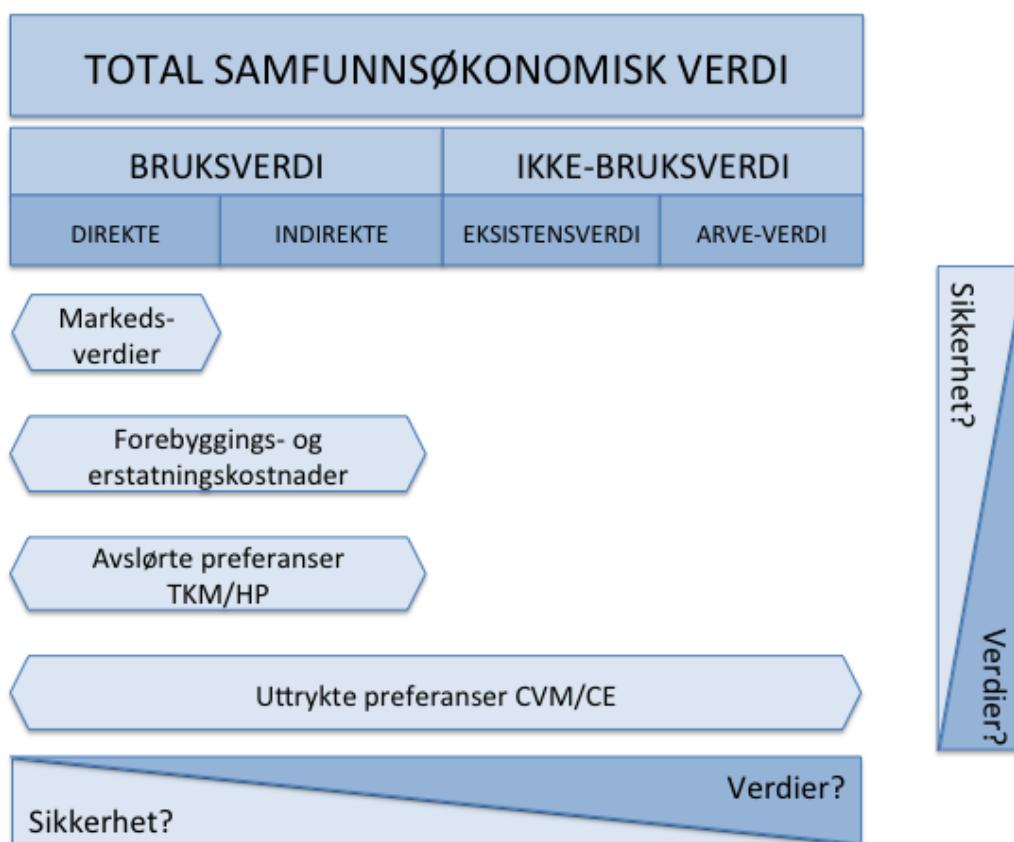 TOTAL SAMFUNNSØKONOMISK VERDI
BRUKSVERDI
IKKE-BRUKSVERDI
DIREKTE
INDIREKTE
EKSISTENSVERDI
ARVE-VERDI
Markeds-
verdier
Forebyggings- og
erstatningskostnader
Avslørte preferanser
TKM/HP
Uttrykte preferanser CVM/CE
Verdier?
Sikkerhet?
Sikkerhet?
Verdier?